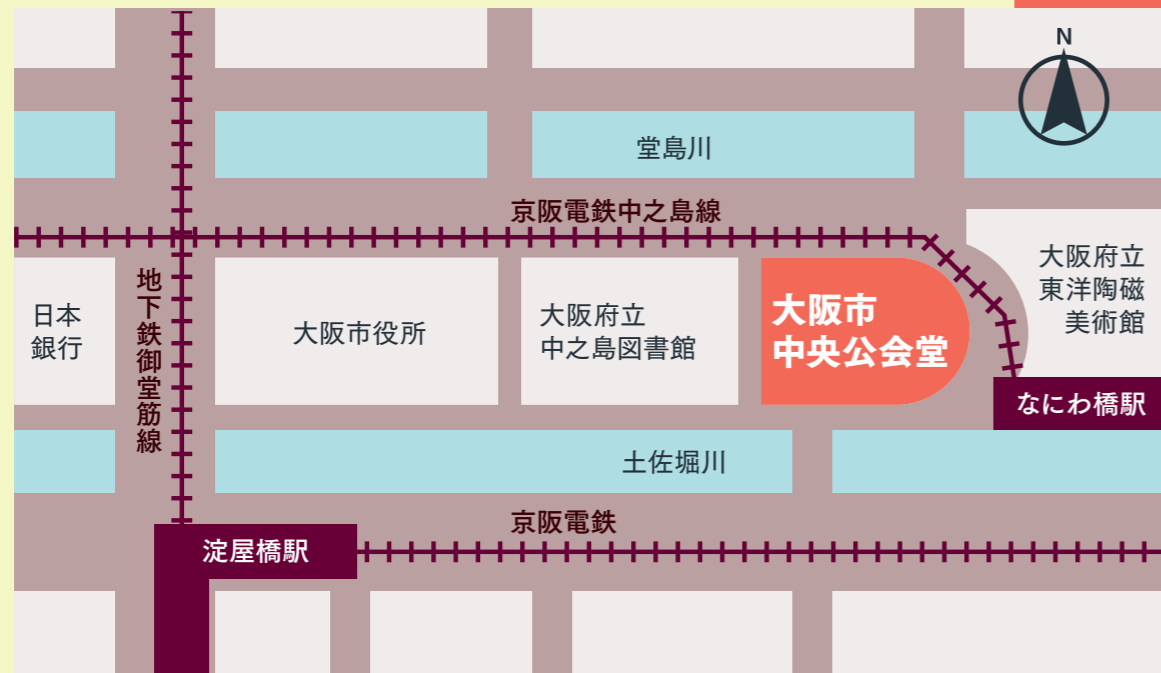 N
堂島川
京阪電鉄中之島線
大阪府立
東洋陶磁
美術館
地下鉄御堂筋線
日本
銀行
大阪市役所
大阪府立
中之島図書館
大阪市
中央公会堂
なにわ橋駅
土佐堀川
京阪電鉄
淀屋橋駅